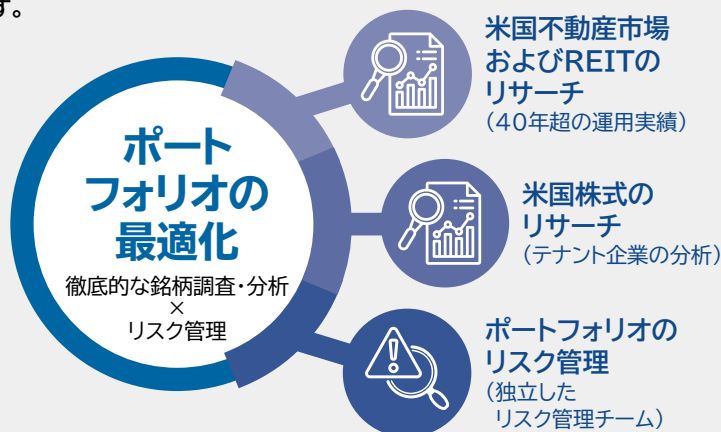 す。
ポート
フォリオの
最適化
徹底的な銘柄調査・分析
×
リスク管理
米国不動産市場
およびREITの
リサーチ
（40年超の運用実績）
米国株式の
リサーチ
（テナント企業の分析）
ポートフォリオの
リスク管理
（独立した
リスク管理チーム）